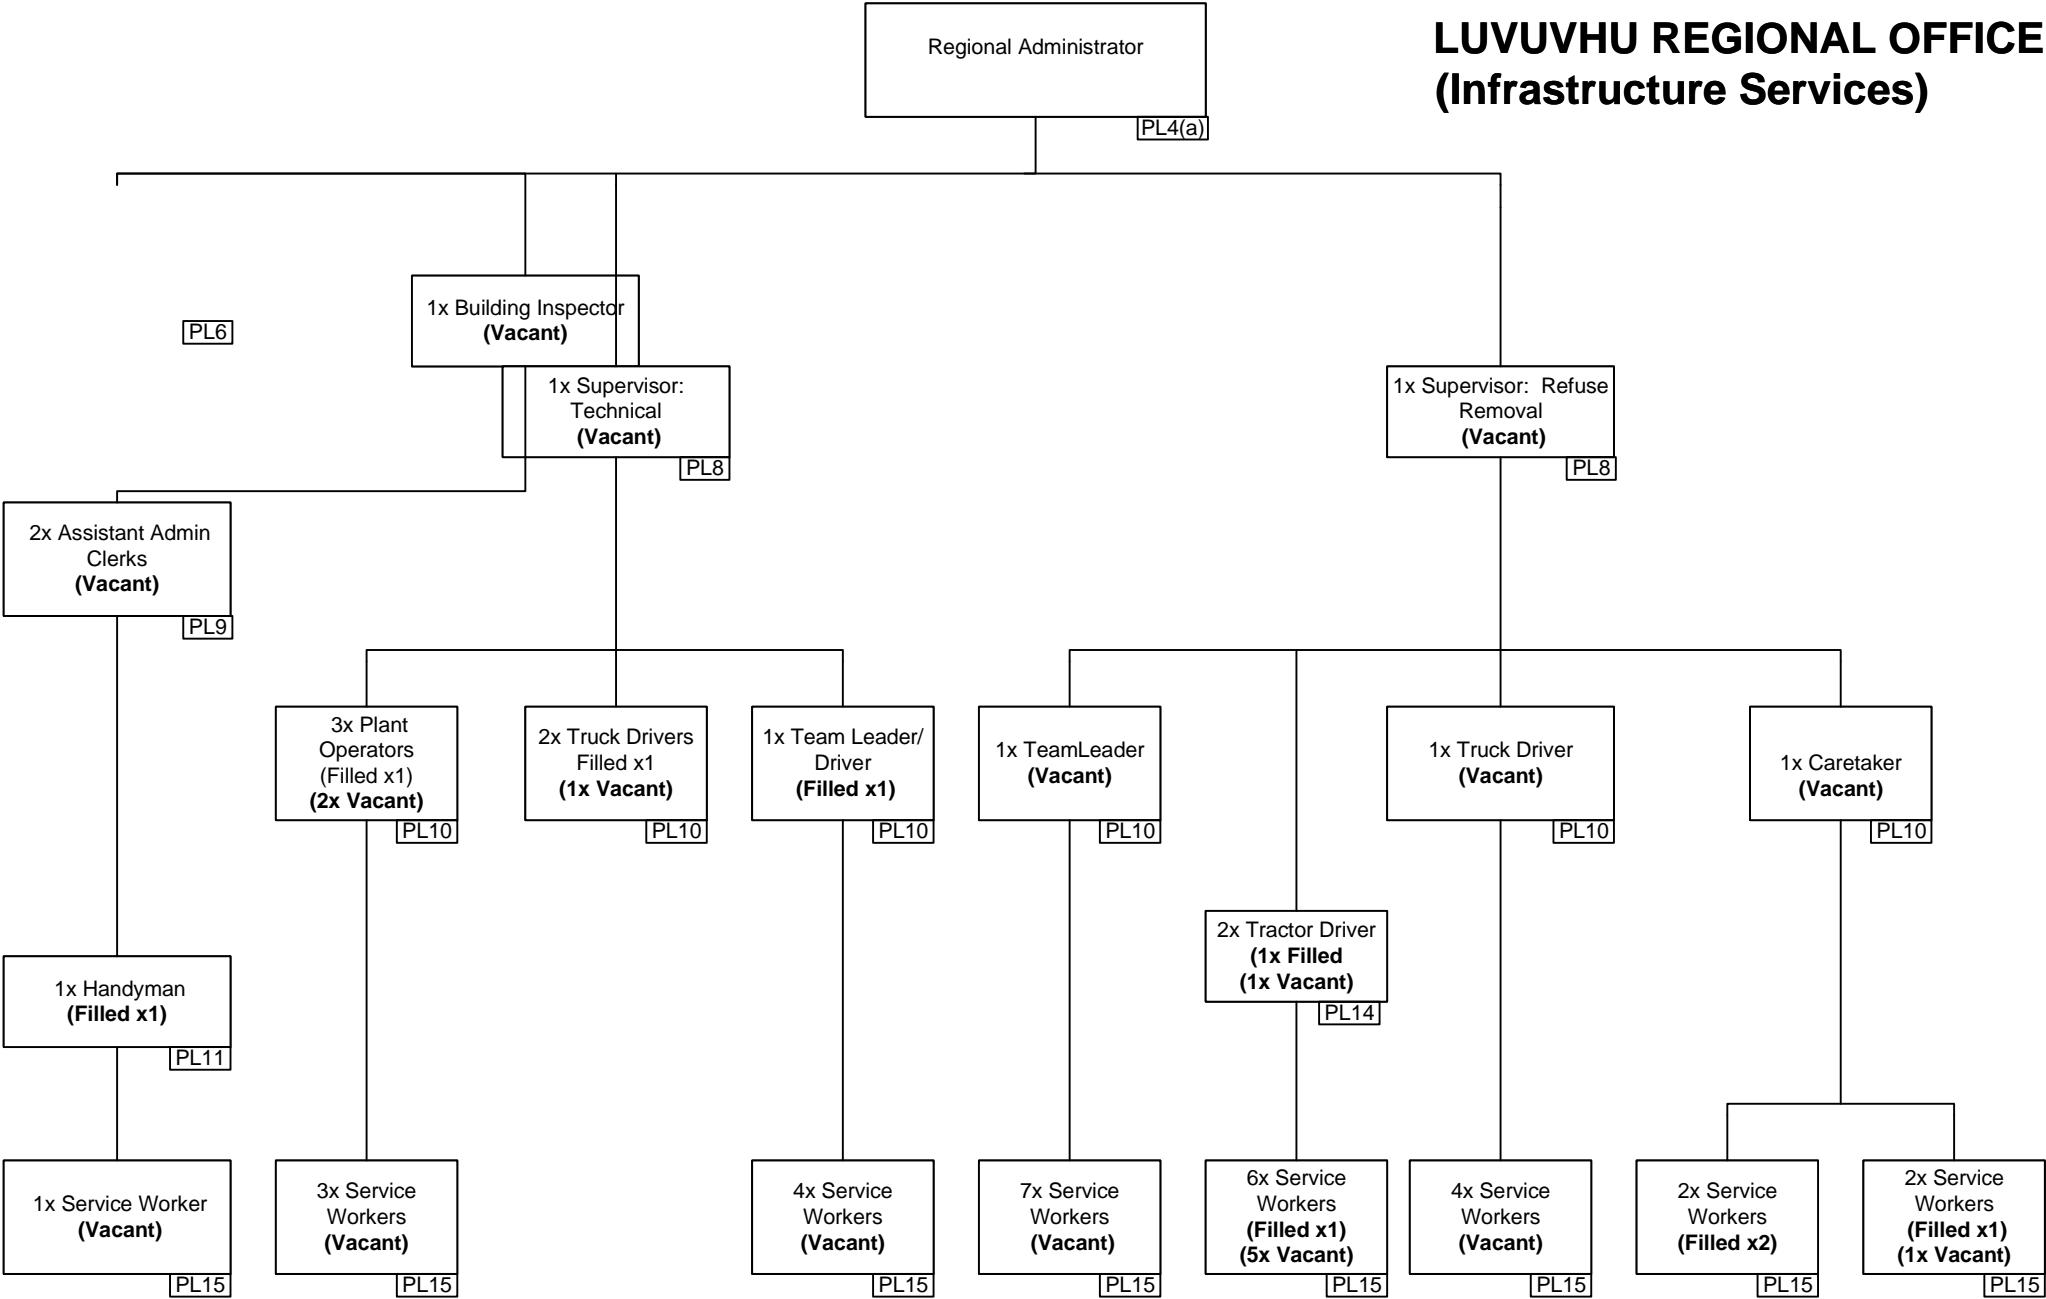 LUVUVHU REGIONAL OFFICE
(Infrastructure Services)
Regional Administrator
PL4(a)
1x Building Inspector
(Vacant)
PL6
1x Supervisor:
Technical
(Vacant)
PL8
1x Supervisor:  Refuse
Removal
(Vacant)
PL8
2x Assistant Admin
Clerks
(Vacant)
PL9
3x Plant
Operators
(Filled x1)
(2x Vacant)
PL10
2x Truck Drivers
Filled x1
(1x Vacant)
PL10
1x Team Leader/
Driver
(Filled x1)
PL10
1x TeamLeader
(Vacant)
PL10
1x Truck Driver
(Vacant)
PL10
1x Caretaker
(Vacant)
PL10
2x Tractor Driver
(1x Filled
(1x Vacant)
PL14
1x Handyman
(Filled x1)
PL11
1x Service Worker
(Vacant)
PL15
3x Service
Workers
(Vacant)
PL15
4x Service
Workers
(Vacant)
PL15
7x Service
Workers
(Vacant)
PL15
6x Service
Workers
(Filled x1)
(5x Vacant)
PL15
4x Service
Workers
(Vacant)
PL15
2x Service
Workers
(Filled x2)
PL15
2x Service
Workers
(Filled x1)
(1x Vacant)
PL15